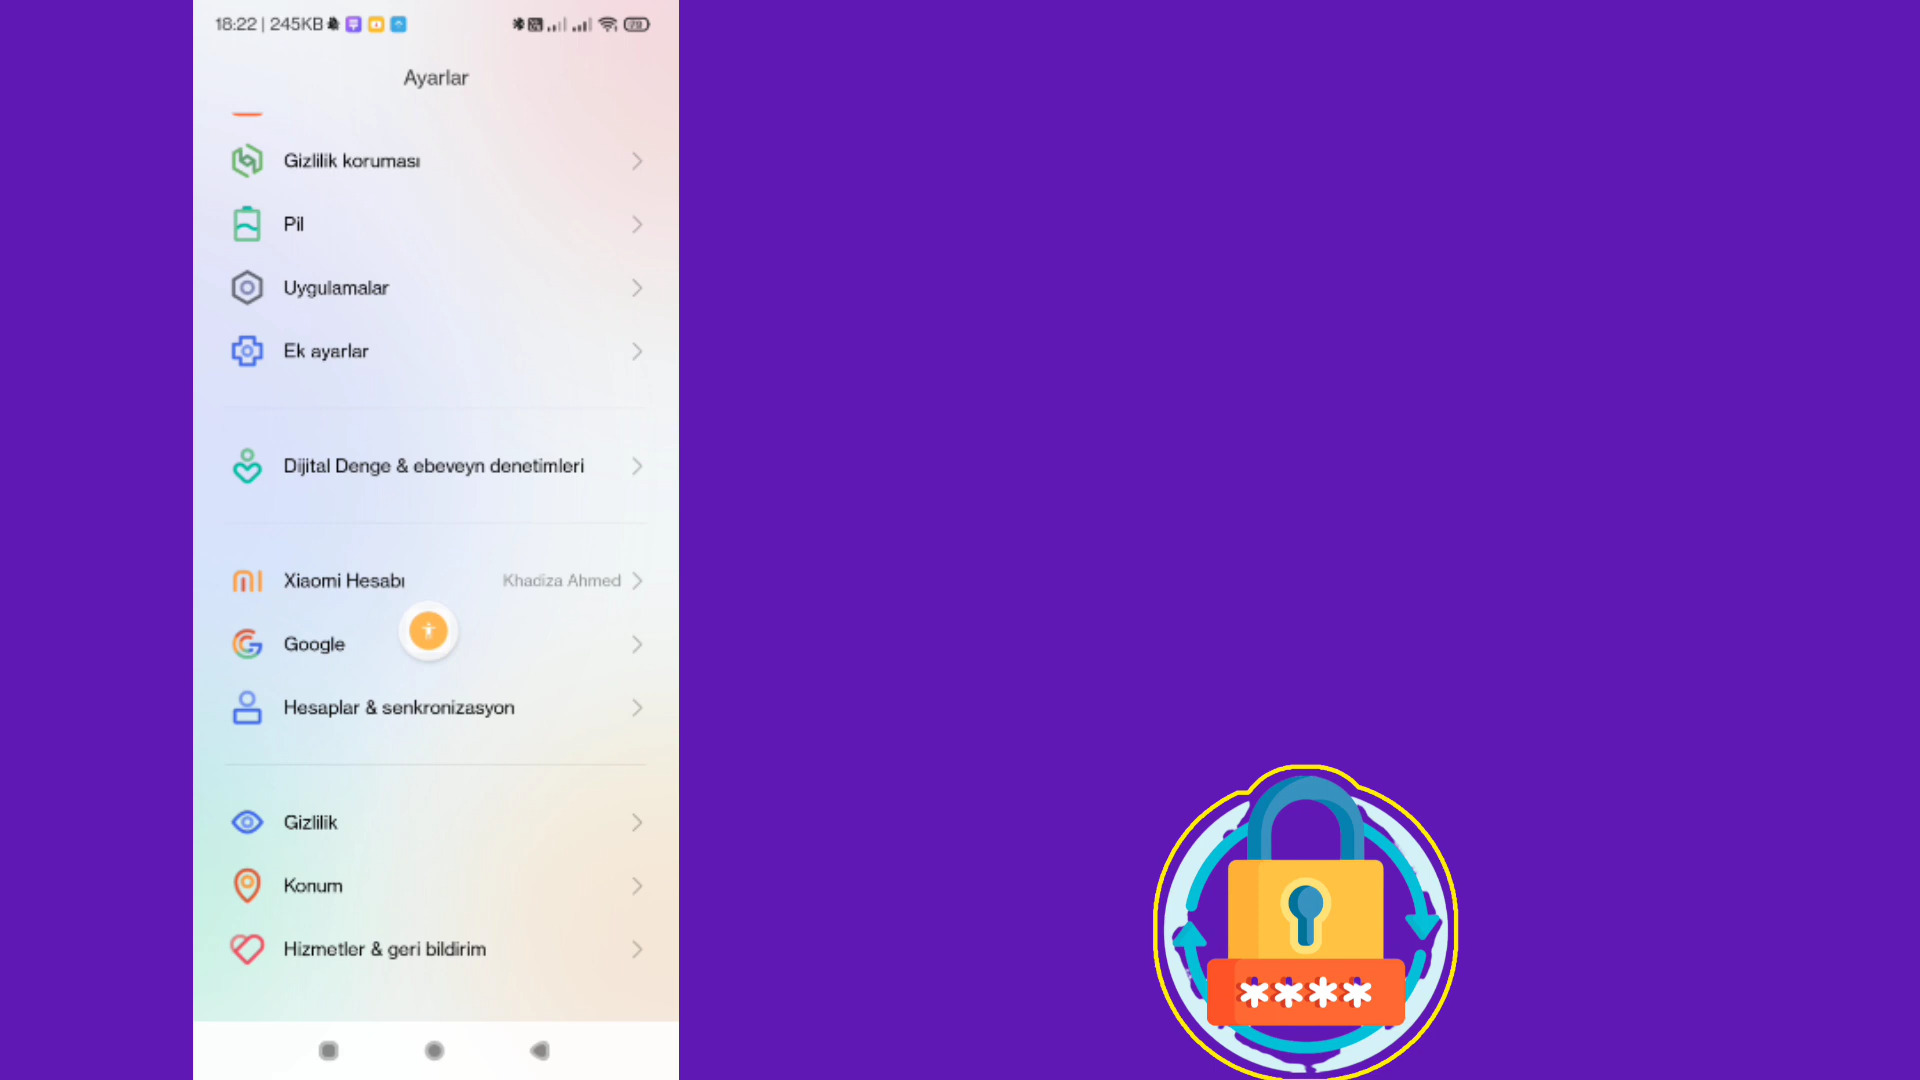 18:22 | 245KB
Ayarlar
Gizlilik koruması
Pil
Uygulamalar
Ek ayarlar
Dijital Denge & ebeveyn denetimleri
Xiaomi Hesabı Khadiza Ahmed
Google
Hesaplar & senkronizasyon
Gizlilik
Konum
Hizmetler & geri bildirim
****